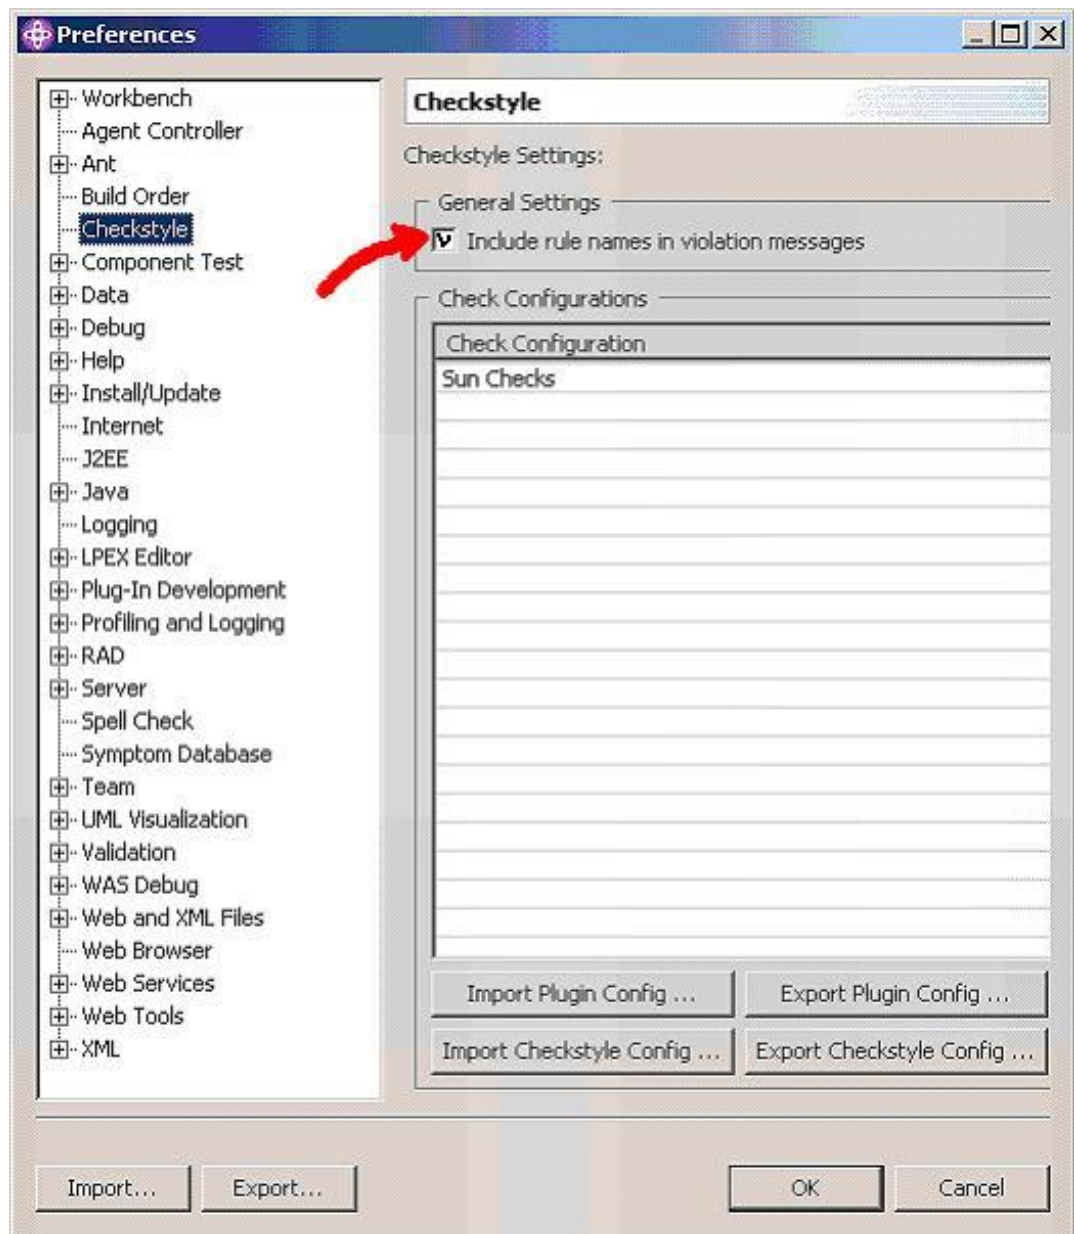 Preferences
Workbench
Agent Controller
Ant
Build Order
Checkstyle
Component Test
Data
Debug
Help
Install/Update
Internet
J2EE
Java
Logging
LPEX Editor
Plug-In Development
Profiling and Logging
RAD
Server
Spell Check
Symptom Database
Team
UML Visualization
Validation
WAS Debug
Web and XML Files
Web Browser
Web Services
Web Tools
XML
Checkstyle
Checkstyle Settings:
General Settings
Include rule names in violation messages
Check Configurations
Check Configuration
Sun Checks
Import Plugin Config ...
Export Plugin Config ...
Import Checkstyle Config ...
Export Checkstyle Config ...
Import...
Export...
OK
Cancel